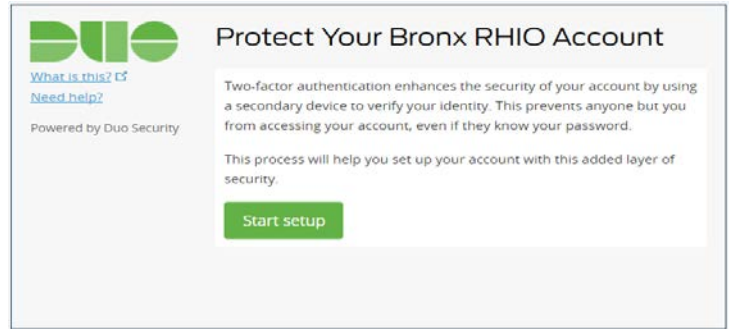 DUO
What is this?
Need help?
Powered by Duo Security
Protect Your Bronx RHIO Account
Two-factor authentication enhances the security of your account by using
a secondary device to verify your identity. This prevents anyone but you
from accessing your account, even if they know your password.
This process will help you set up your account with this added layer of
security.
Start setup